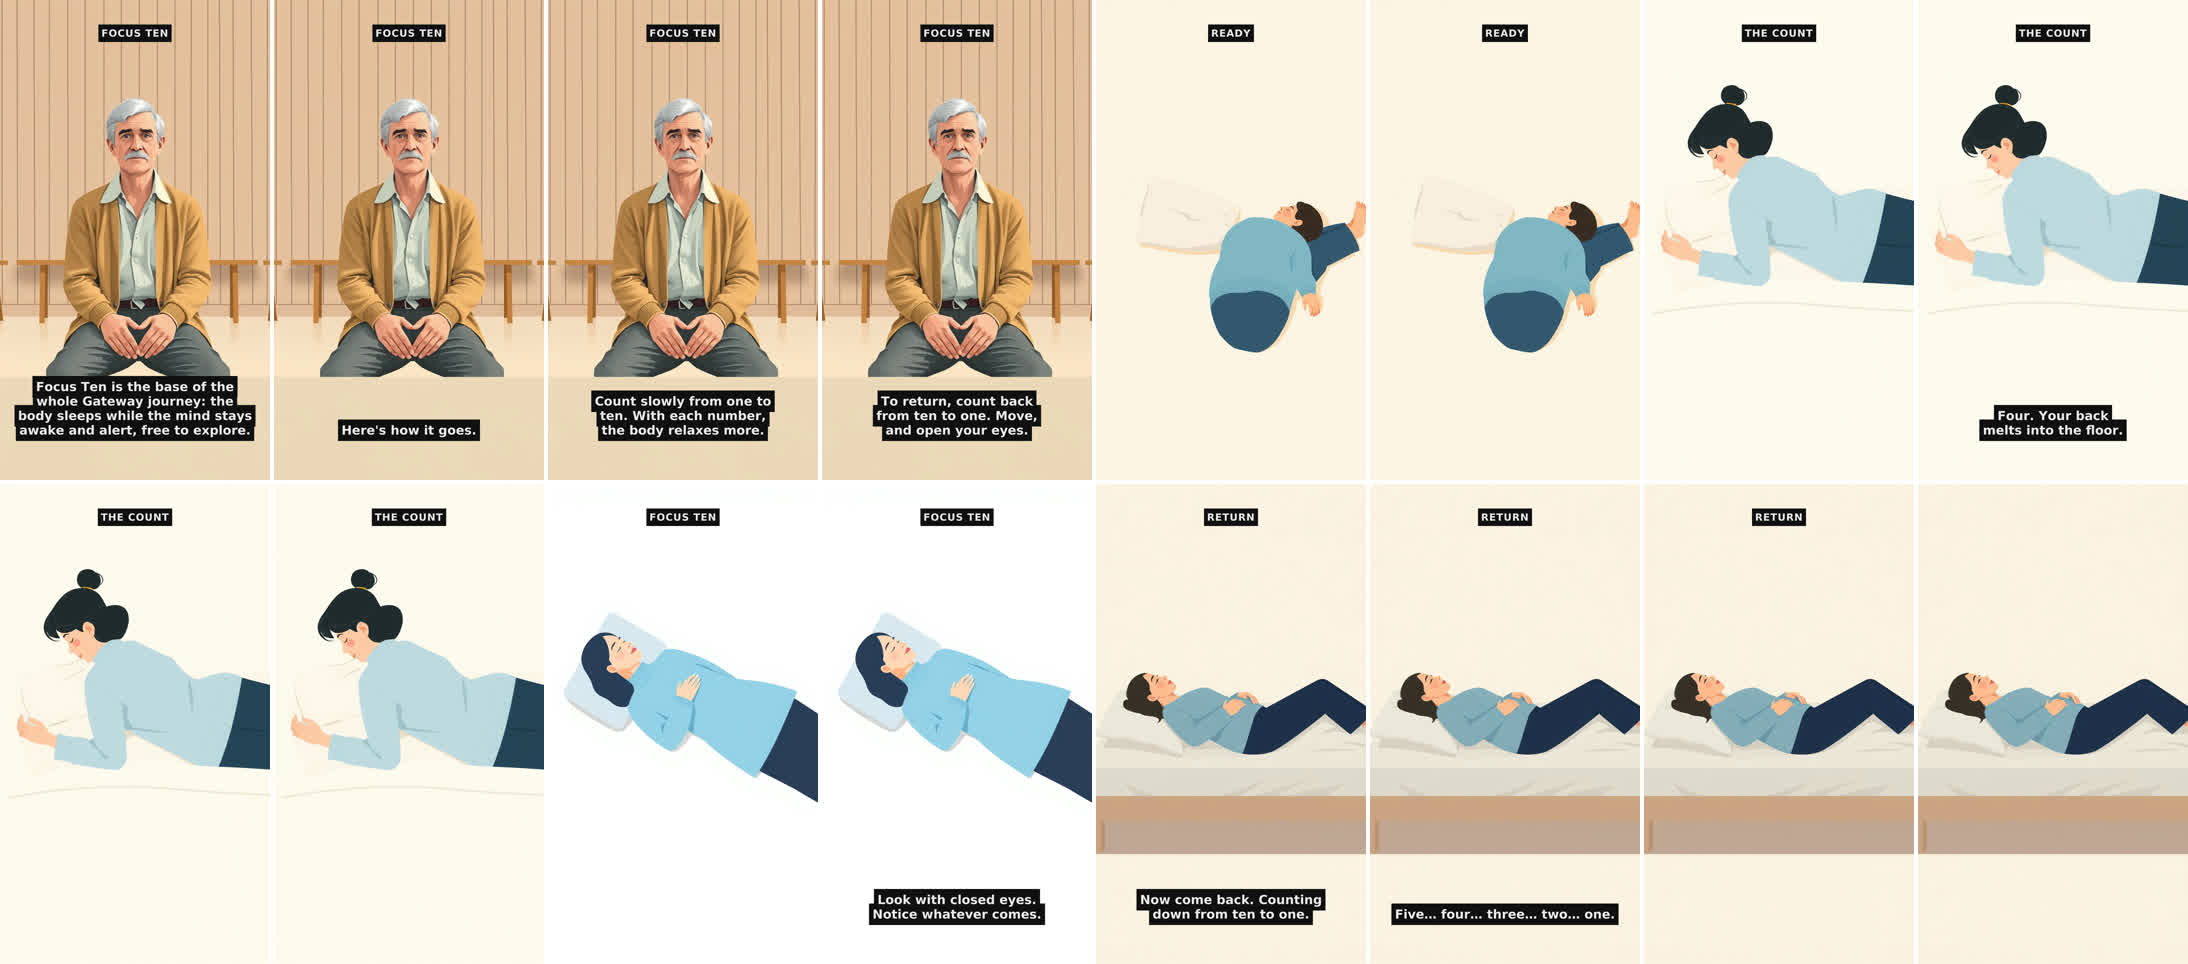 FOCUS TEN
Focus Ten is the base of the
whole Gateway journey: the
body sleeps while the mind stays
awake and alert, free to explore.
FOCUS TEN
Here's how it goes.
FOCUS TEN
Count slowly from one to
ten. With each number,
the body relaxes more.
FOCUS TEN
To return, count back
from ten to one. Move,
and open your eyes.
READY
READY
THE COUNT
THE COUNT
Four. Your back
melts into the floor.
THE COUNT
THE COUNT
FOCUS TEN
FOCUS TEN
Look with closed eyes.
Notice whatever comes.
RETURN
Now come back. Counting
down from ten to one.
RETURN
Five... four... three... two... one.
RETURN